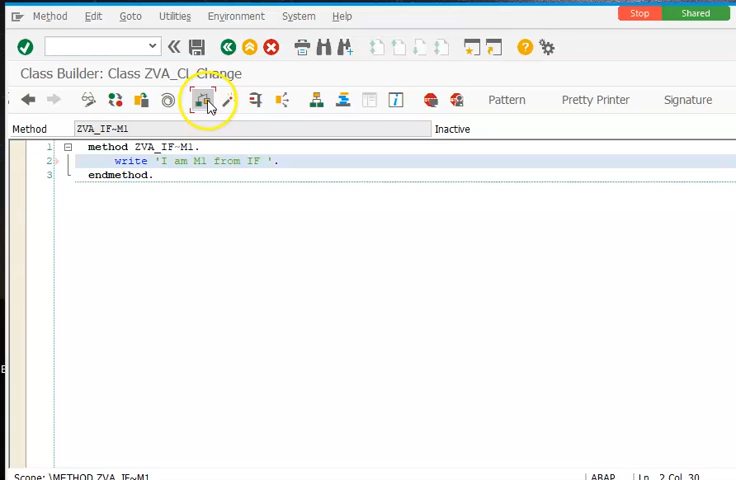 Method Edit Goto Utilities Environment System Help
Stop Shared
Class Builder: Class ZVA_CL Change
Pattern Pretty Printer Signature
Method ZVA_IF~M1 Inactive
1 method ZVA_IF~M1.
2 write 'I am M1 from IF '.
3 endmethod.
E
Scope: \METHOD ZVA_IF~M1 ABAP Ln 2 Col 30